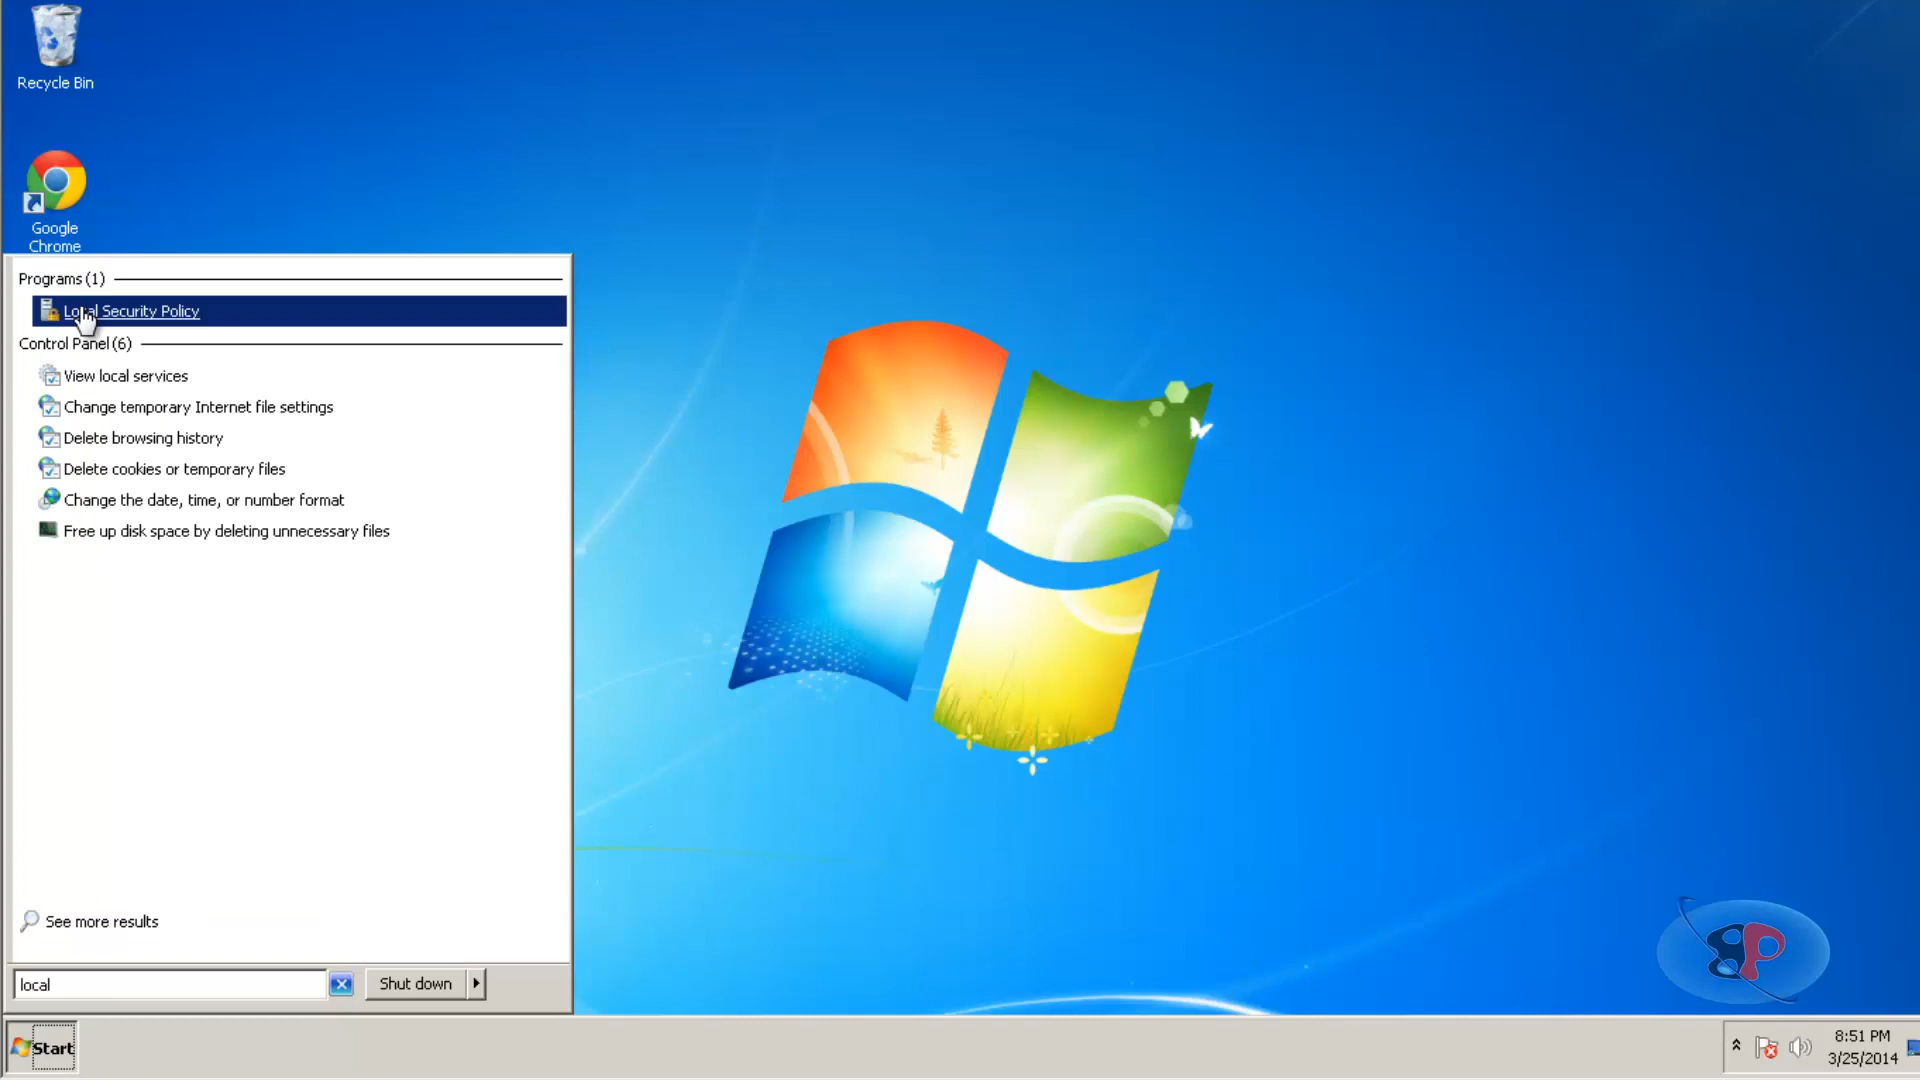 Recycle Bin
Google
Chrome
Programs (1)
Local Security Policy
Control Panel (6)
View local services
Change temporary Internet file settings
Delete browsing history
Delete cookies or temporary files
Change the date, time, or number format
Free up disk space by deleting unnecessary files
See more results
local
Shut down
Start
8:51 PM
3/25/2014
BP